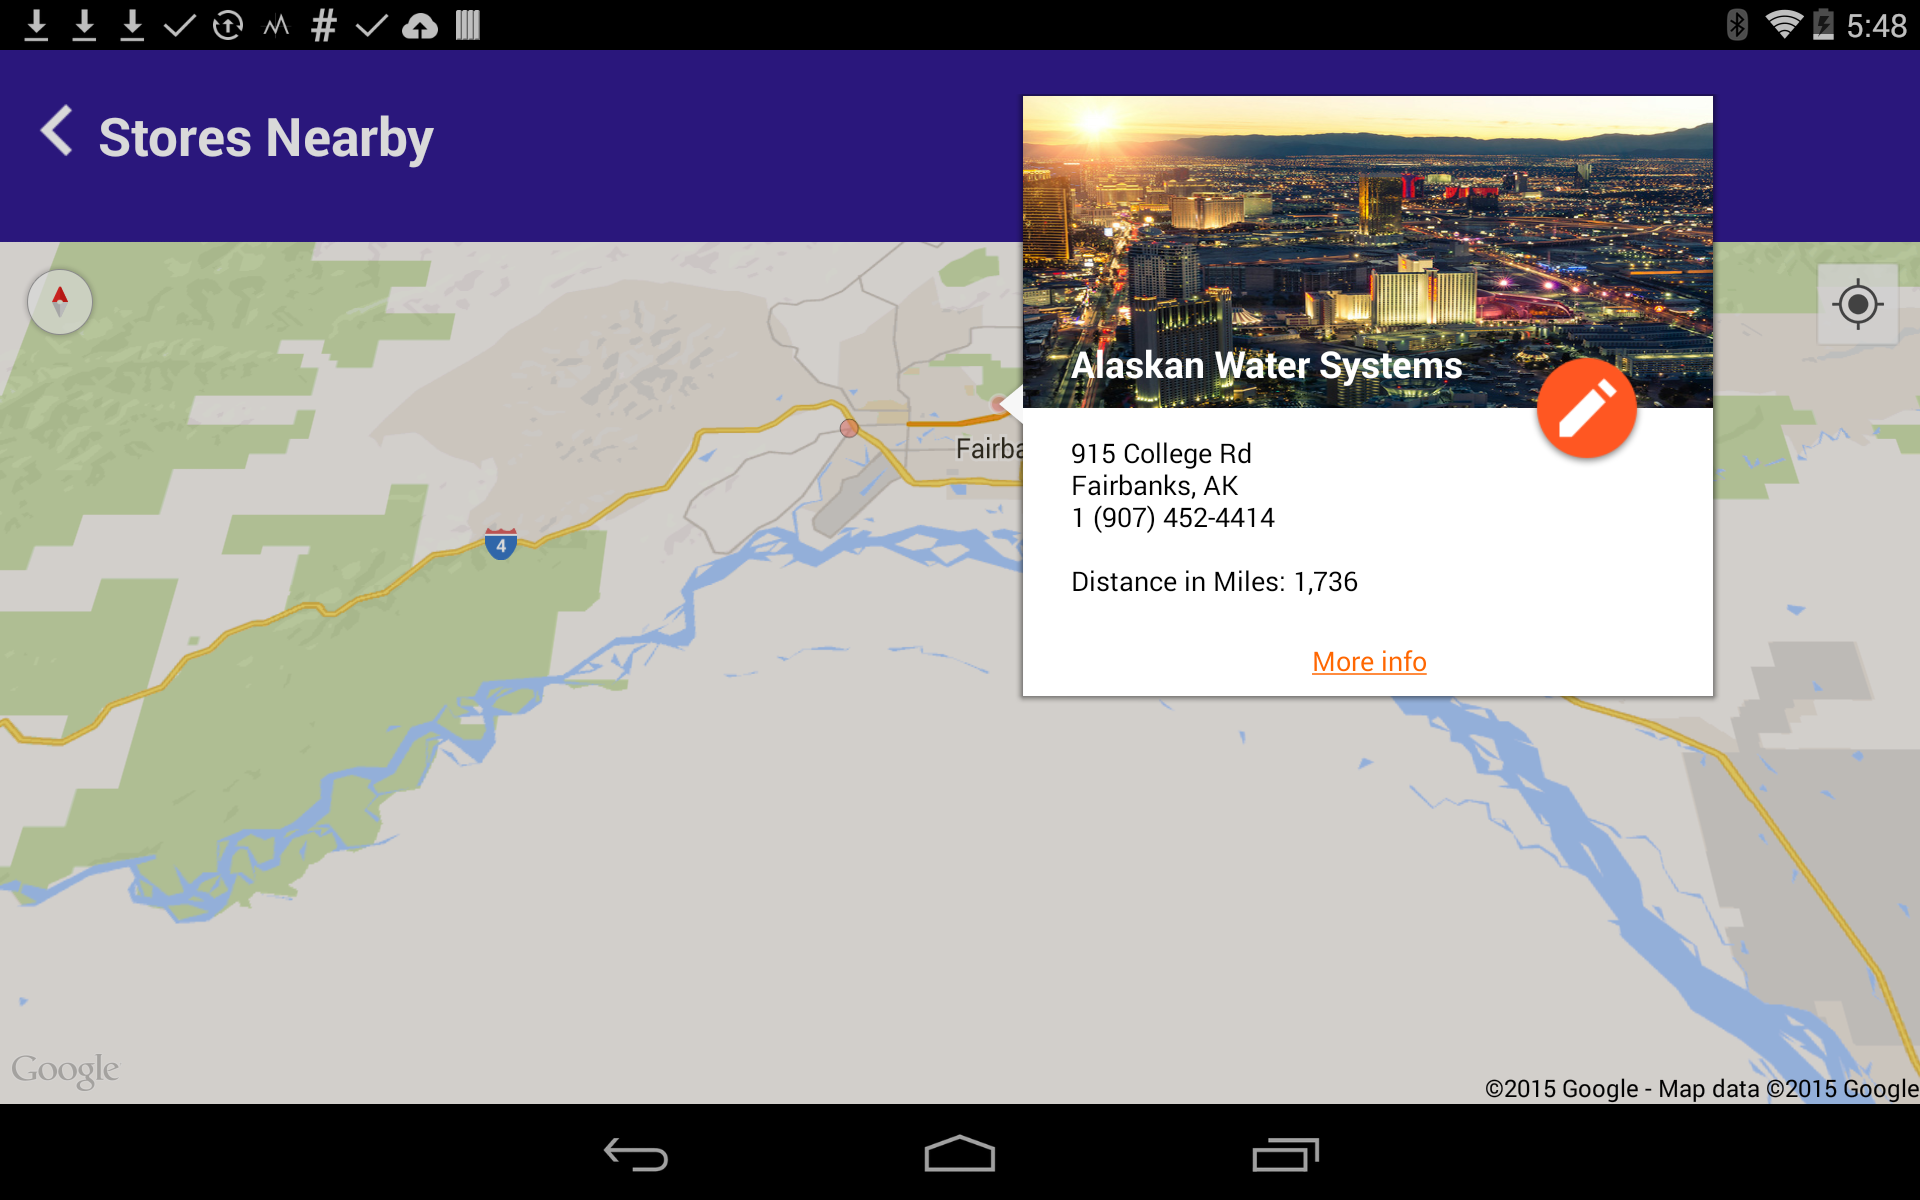 5:48
Stores Nearby
Alaskan Water Systems
915 College Rd
Fairbanks, AK
1 (907) 452-4414
Distance in Miles: 1,736
More info
Fairba
4
Google
©2015 Google - Map data ©2015 Google